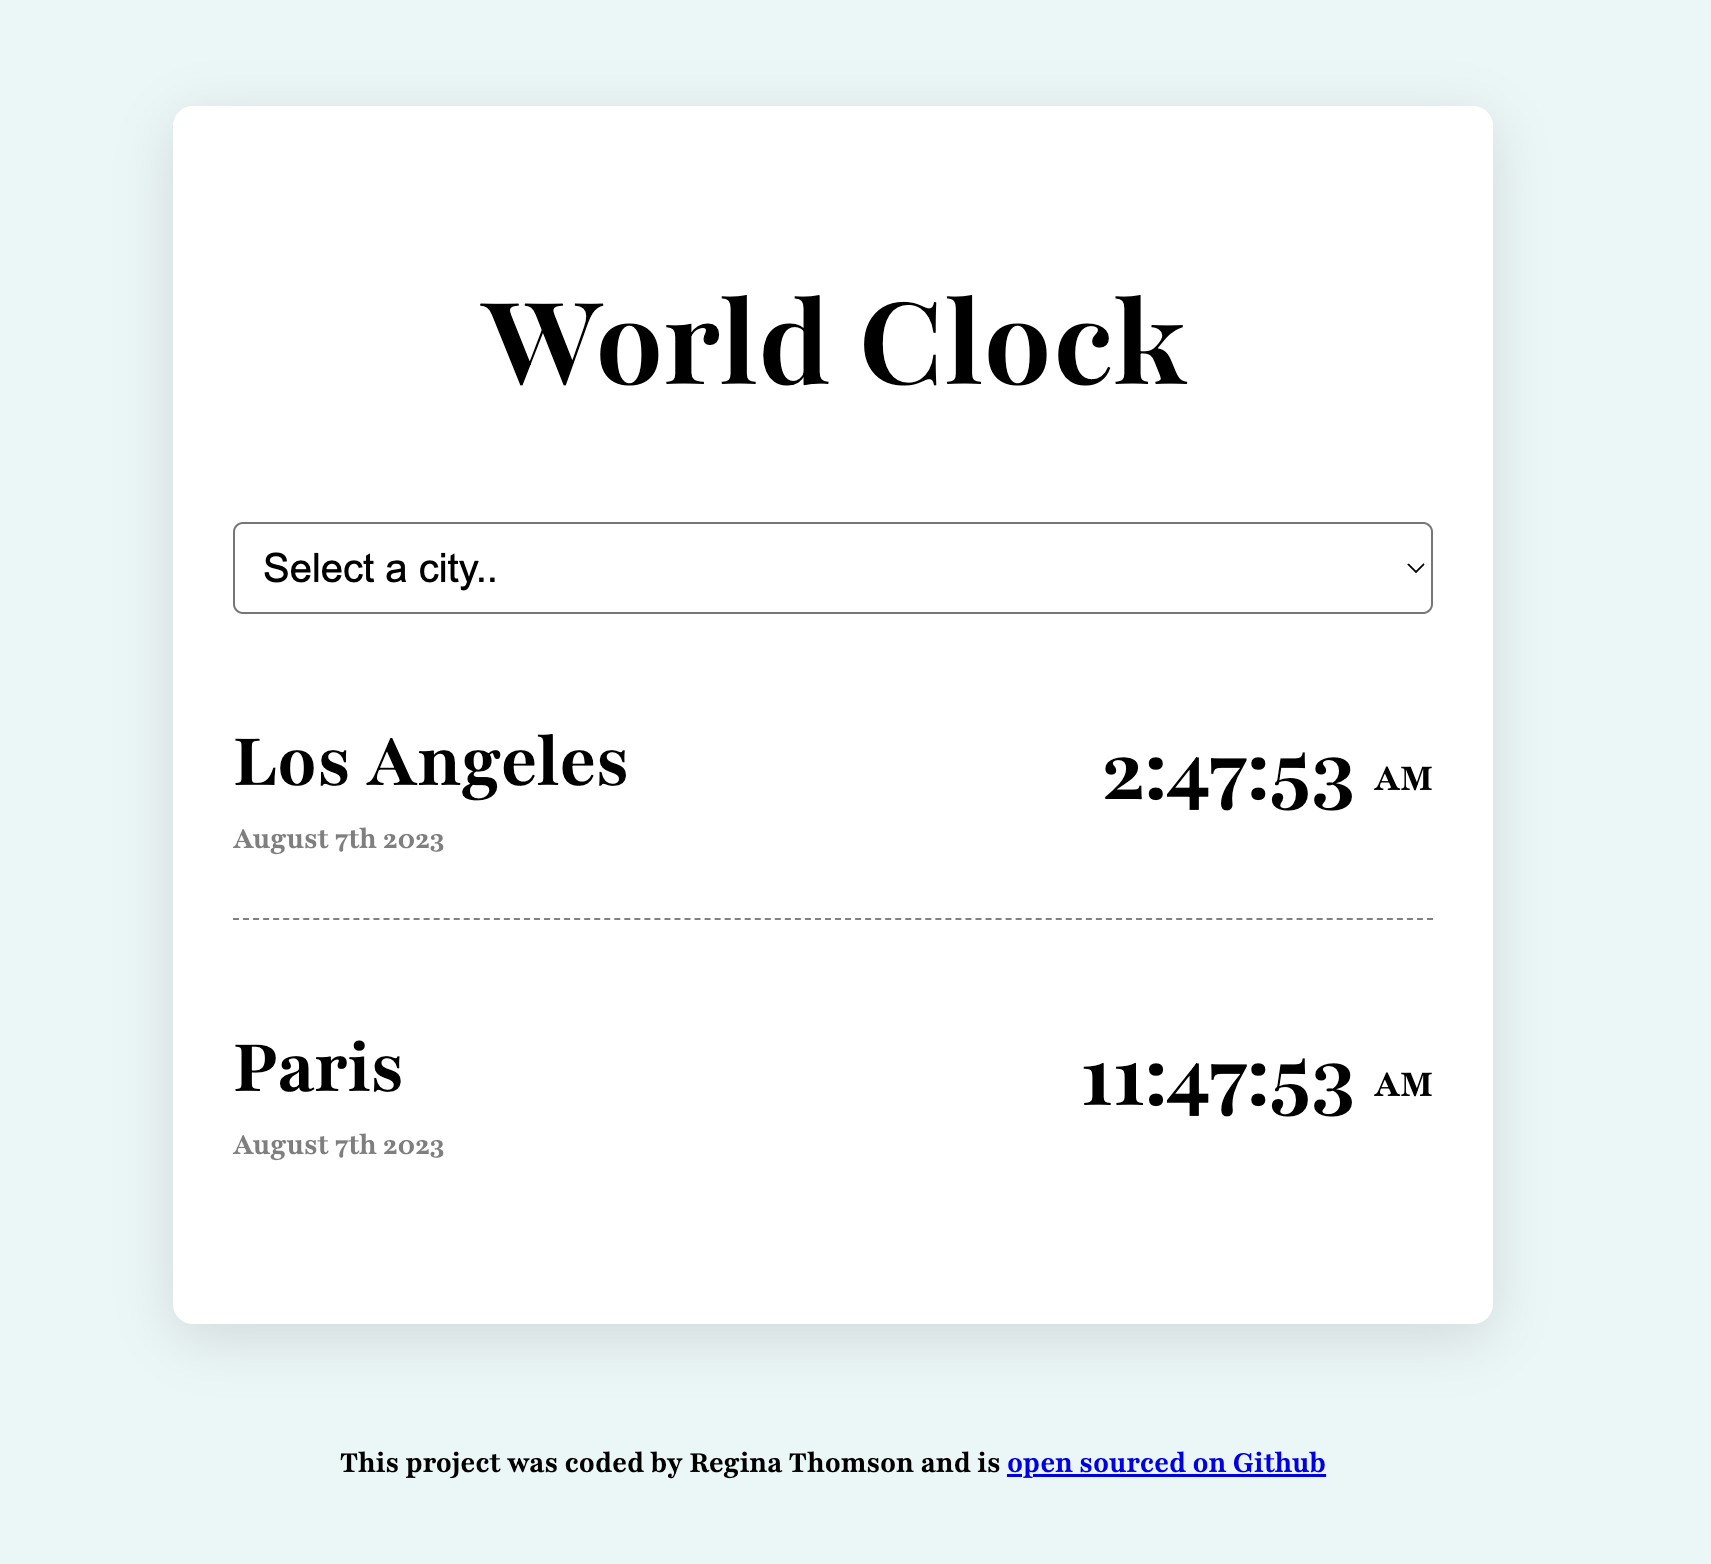 World Clock
Select a city..
Los Angeles
2:47:53 AM
August 7th 2023
Paris
11:47:53 AM
August 7th 2023
This project was coded by Regina Thomson and is open sourced on Github